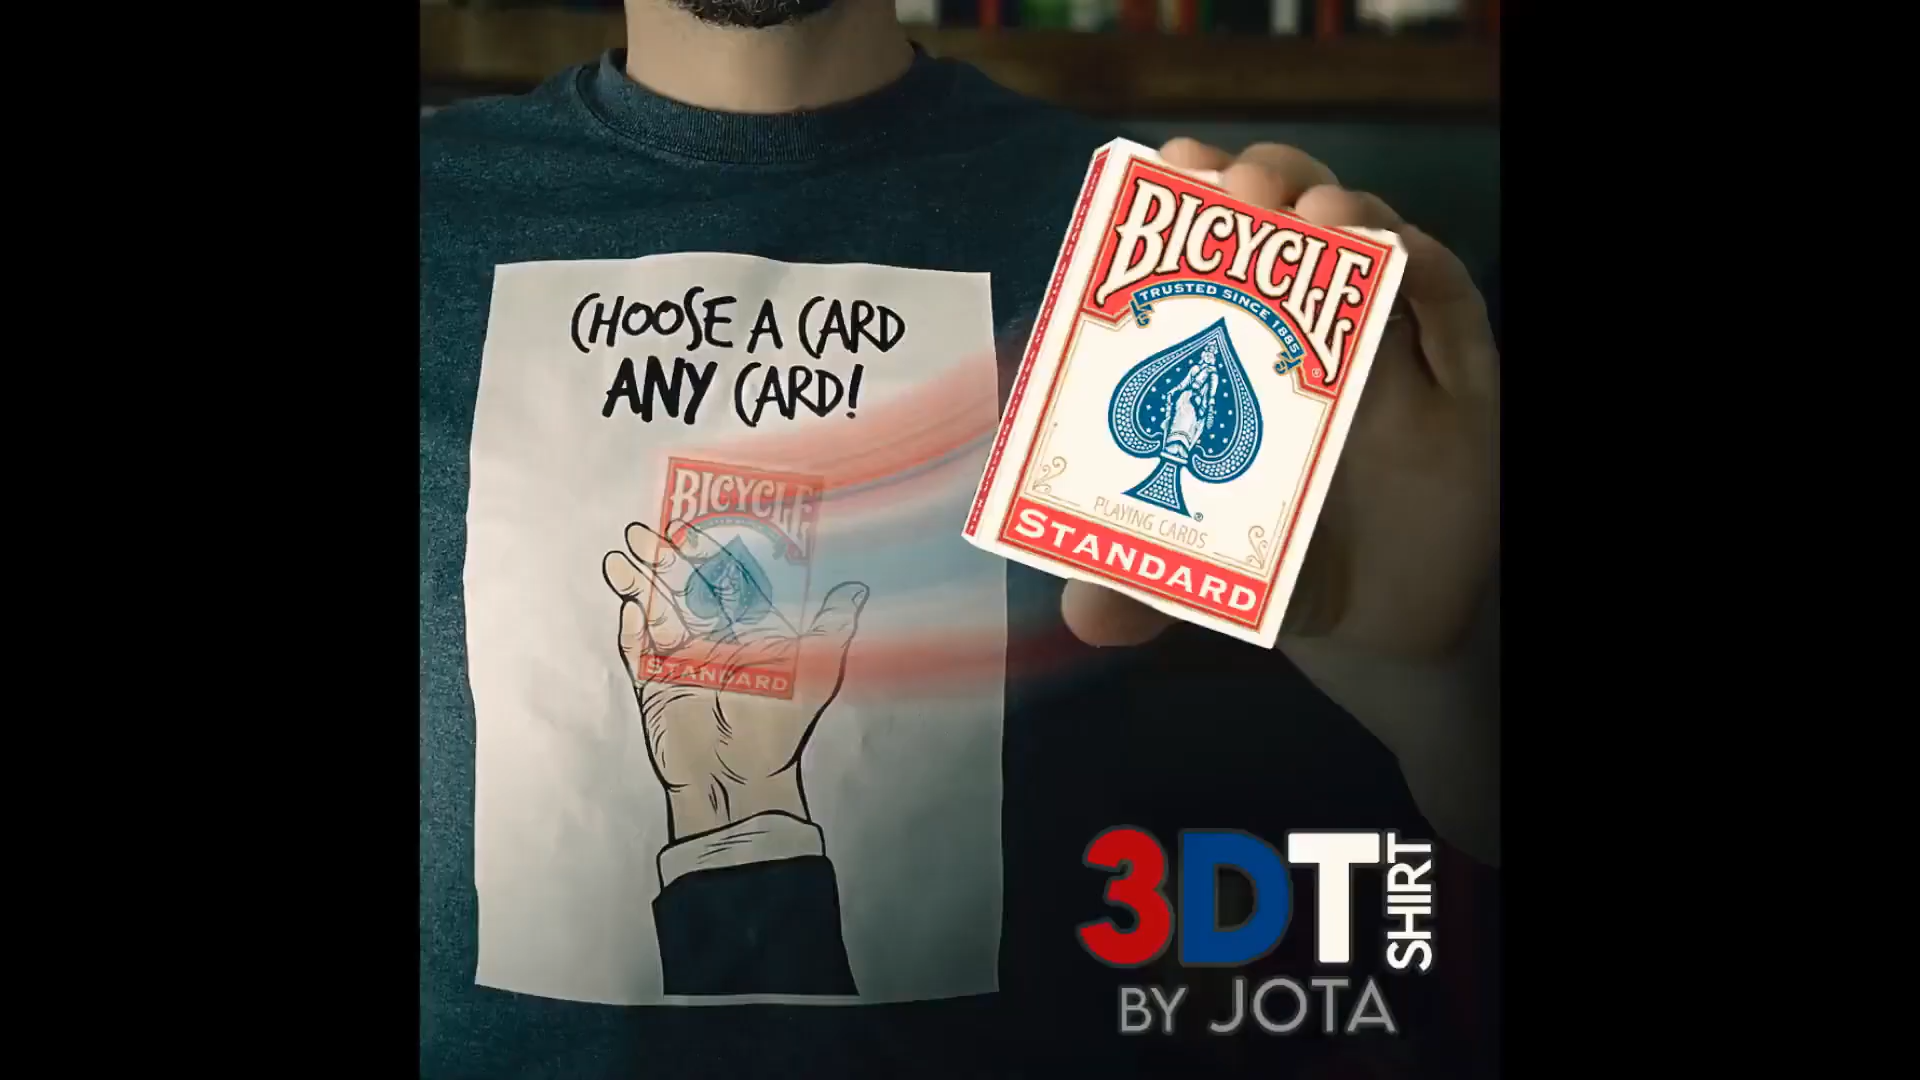 CHOOSE A CARD
ANY CARD!
BICYCLE
STANDARD
BICYCLE
TRUSTED SINCE 1885
PLAYING CARDS
STANDARD
3DT
SHIRT
BY JOTA